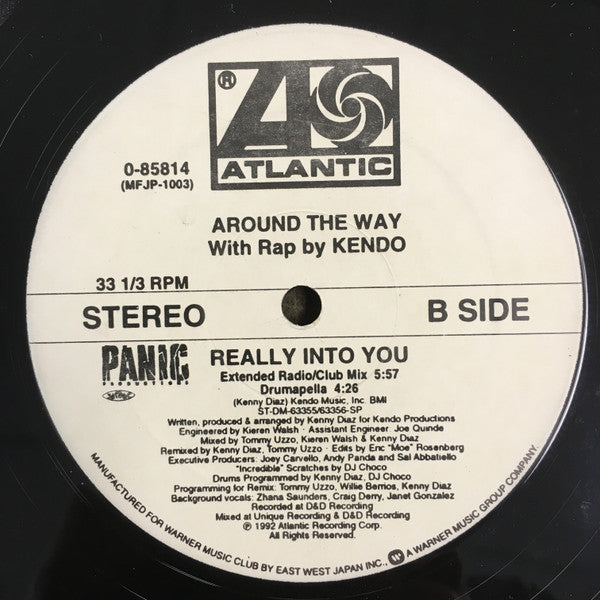 ®
ATLANTIC
0-85814
(MFJP-1003)
AROUND THE WAY
With Rap by KENDO
33 1/3 RPM
STEREO
B SIDE
PANIC
PRODUCTIONS
REALLY INTO YOU
Extended Radio/Club Mix 5:57
Drumapella 4:26
(Kenny Diaz) Kendo Music, Inc. BMI
ST-DM-63355/63356-SP
Written, produced & arranged by Kenny Diaz for Kendo Productions
Engineered by Kieren Walsh · Assistant Engineer Joe Quinde
Mixed by Tommy Uzzo, Kieren Walsh & Kenny Diaz
Remixed by Kenny Diaz, Tommy Uzzo · Edits by Eric "Moe" Rosenberg
Executive Producers: Joey Carvello, Andy Panda and Sal Abbatiello
"Incredible" Scratches by DJ Choco
Drums Programmed by Kenny Diaz, DJ Choco
Programming for Remix: Tommy Uzzo, Willie Berrios, Kenny Diaz
Background vocals: Zhana Saunders, Craig Derry, Janet Gonzalez
Recorded at D&D Recording
Mixed at Unique Recording & D&D Recording
℗ 1992 Atlantic Recording Corp.
All Rights Reserved.
MANUFACTURED FOR WARNER MUSIC CLUB BY EAST WEST JAPAN INC., A WARNER MUSIC GROUP COMPANY.